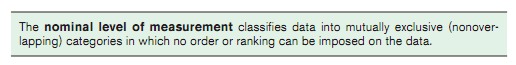 The nominal level of measurement classifies data into mutually exclusive (nonover-
lapping) categories in which no order or ranking can be imposed on the data.